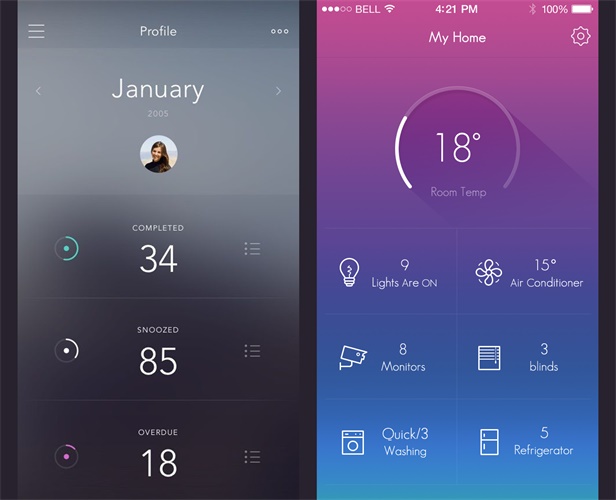 Profile
January
2005
COMPLETED
34
SNOOZED
85
OVERDUE
18
BELL 4:21 PM 100%
My Home
18°
Room Temp
9
Lights Are ON
15°
Air Conditioner
8
Monitors
3
blinds
Quick/3
Washing
5
Refrigerator